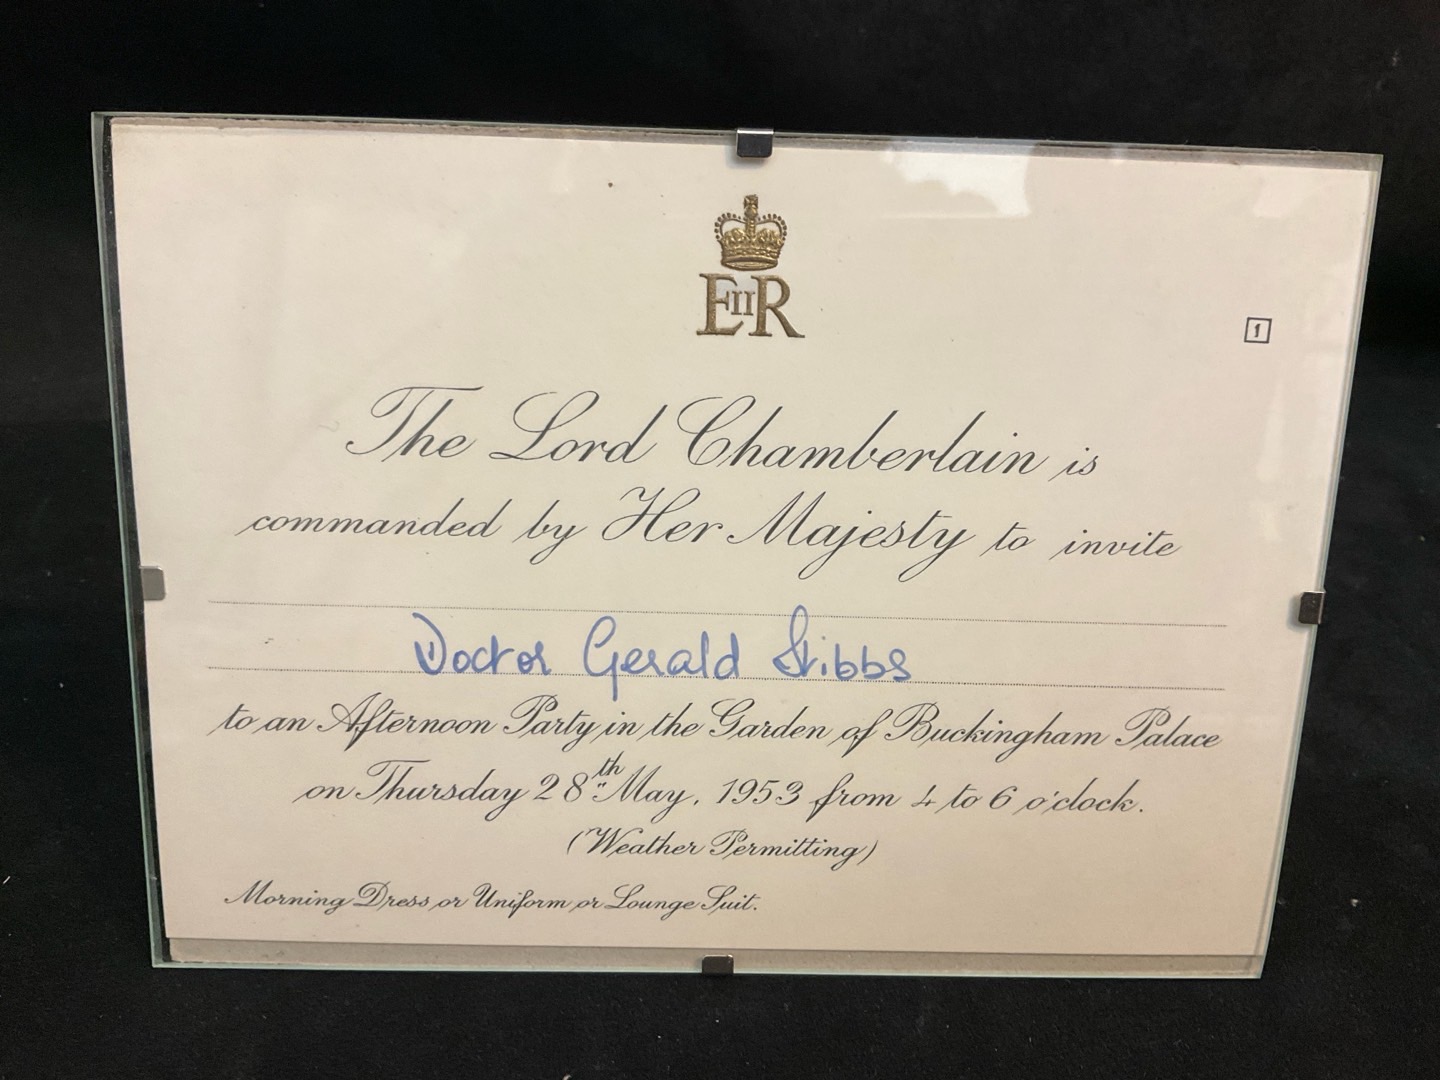 EIIR
1
The Lord Chamberlain is
commanded by Her Majesty to invite
Doctor Gerald Stibbs
to an Afternoon Party in the Garden of Buckingham Palace
on Thursday 28th May, 1953 from 4 to 6 o'clock.
(Weather Permitting)
Morning Dress or Uniform or Lounge Suit.